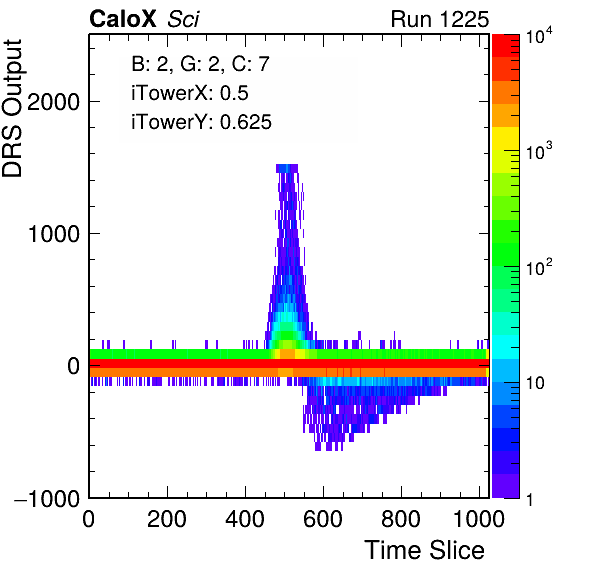 CaloX Sci Run 1225
B: 2, G: 2, C: 7
iTowerX: 0.5
iTowerY: 0.625
DRS Output
2000
1000
0
−1000
0 200 400 600 800 1000
Time Slice
10⁴
10³
10²
10
1